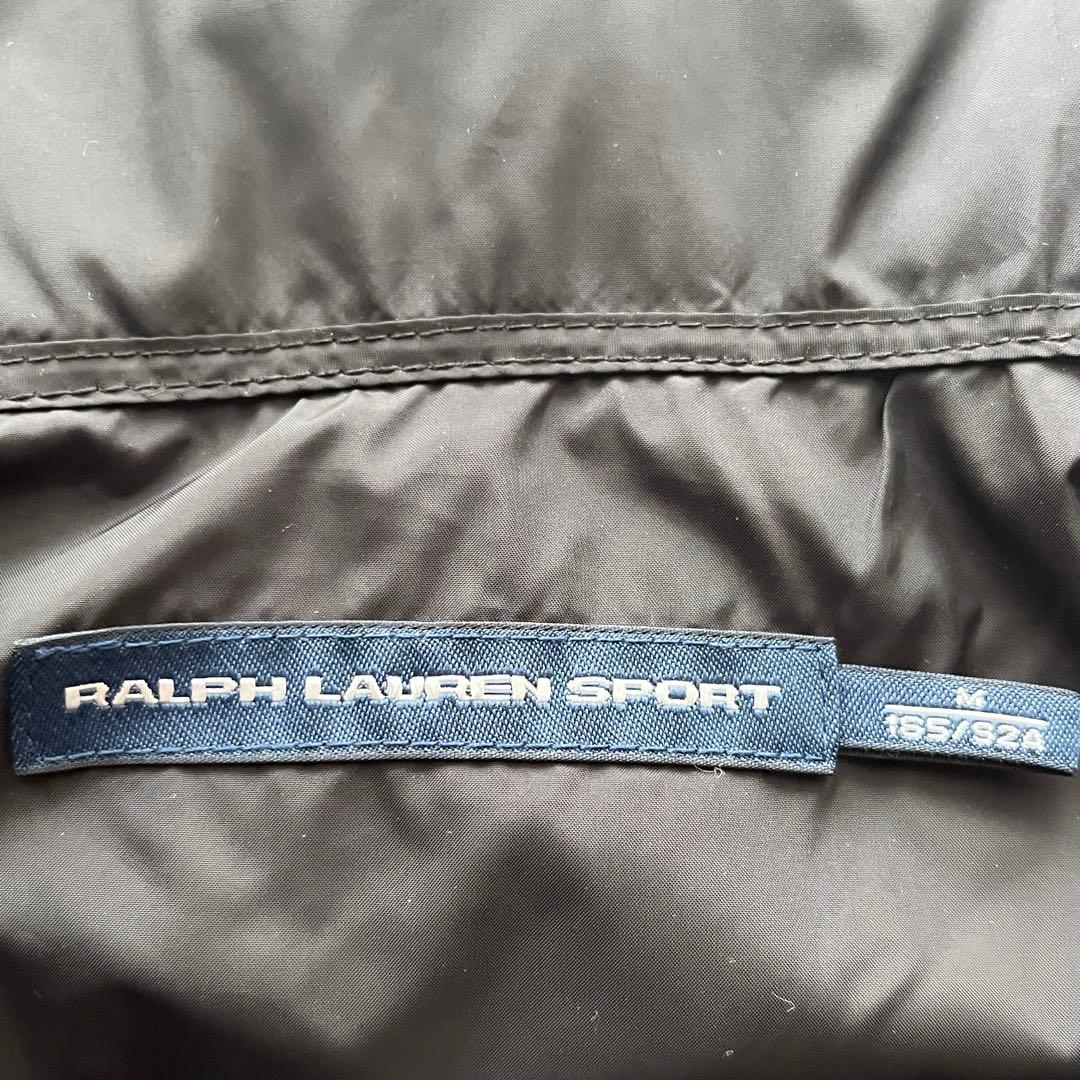 RALPH LAUREN SPORT
M
165/92A